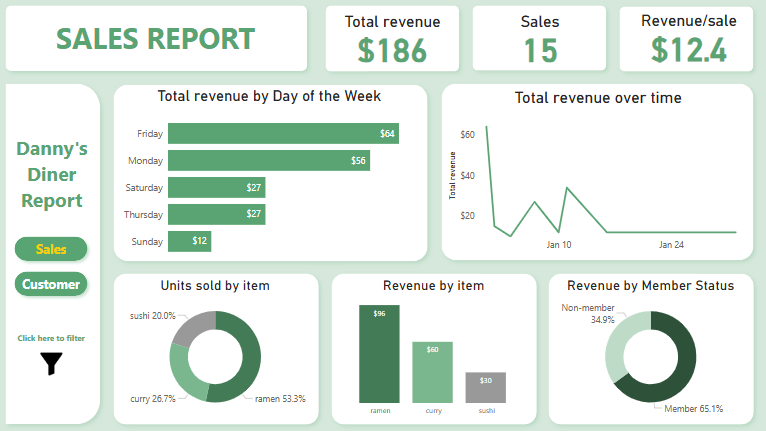 SALES REPORT
Total revenue
$186
Sales
15
Revenue/sale
$12.4
Danny's
Diner
Report
Sales
Customer
Click here to filter
Total revenue by Day of the Week
Friday $64
Monday $56
Saturday $27
Thursday $27
Sunday $12
Total revenue over time
Total revenue
$60
$40
$20
Jan 10 Jan 24
Units sold by item
sushi 20.0%
curry 26.7%
ramen 53.3%
Revenue by item
$96
$60
$30
ramen curry sushi
Revenue by Member Status
Non-member
34.9%
Member 65.1%